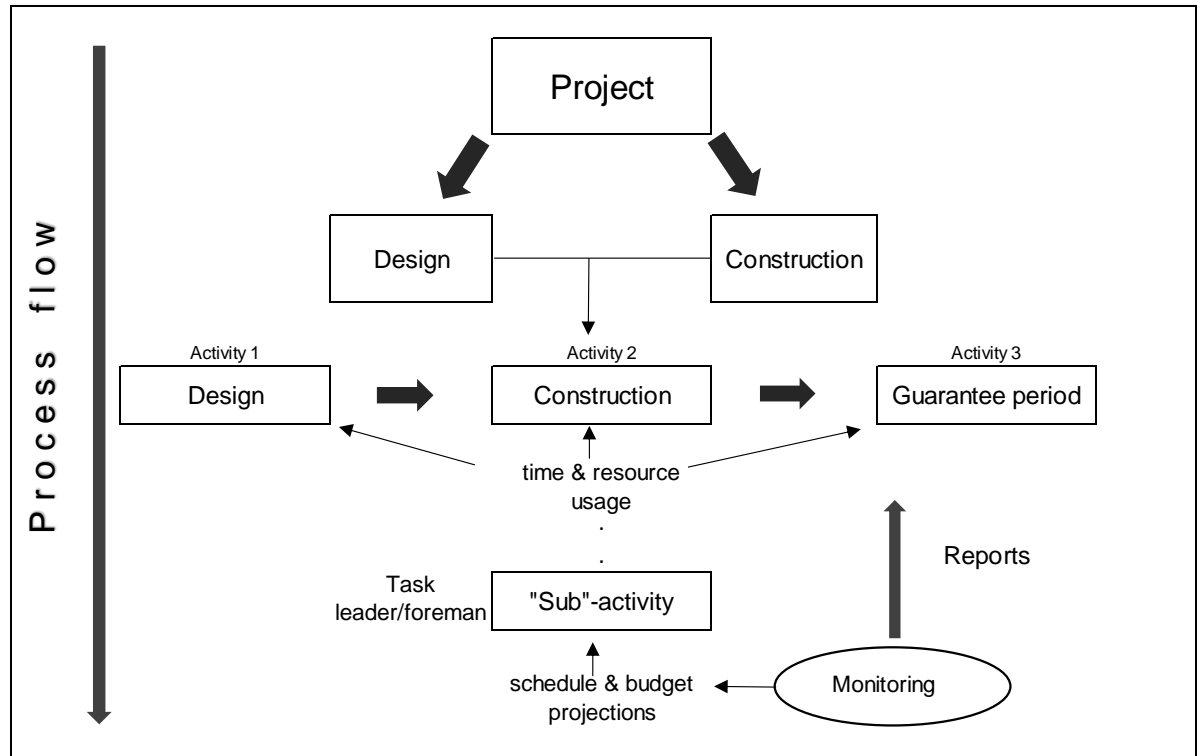 Process flow
Project
Design
Construction
Activity 1
Activity 2
Activity 3
Design
Construction
Guarantee period
time & resource
usage
.
.
Reports
Task
leader/foreman
"Sub"-activity
schedule & budget
projections
Monitoring